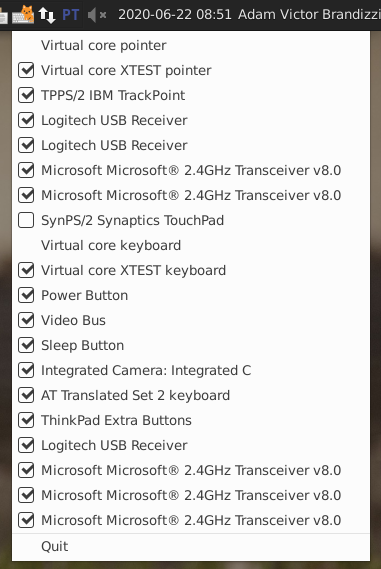 PT 2020-06-22 08:51 Adam Victor Brandizzi
Virtual core pointer
Virtual core XTEST pointer
TPPS/2 IBM TrackPoint
Logitech USB Receiver
Logitech USB Receiver
Microsoft Microsoft® 2.4GHz Transceiver v8.0
Microsoft Microsoft® 2.4GHz Transceiver v8.0
SynPS/2 Synaptics TouchPad
Virtual core keyboard
Virtual core XTEST keyboard
Power Button
Video Bus
Sleep Button
Integrated Camera: Integrated C
AT Translated Set 2 keyboard
ThinkPad Extra Buttons
Logitech USB Receiver
Microsoft Microsoft® 2.4GHz Transceiver v8.0
Microsoft Microsoft® 2.4GHz Transceiver v8.0
Microsoft Microsoft® 2.4GHz Transceiver v8.0
Quit